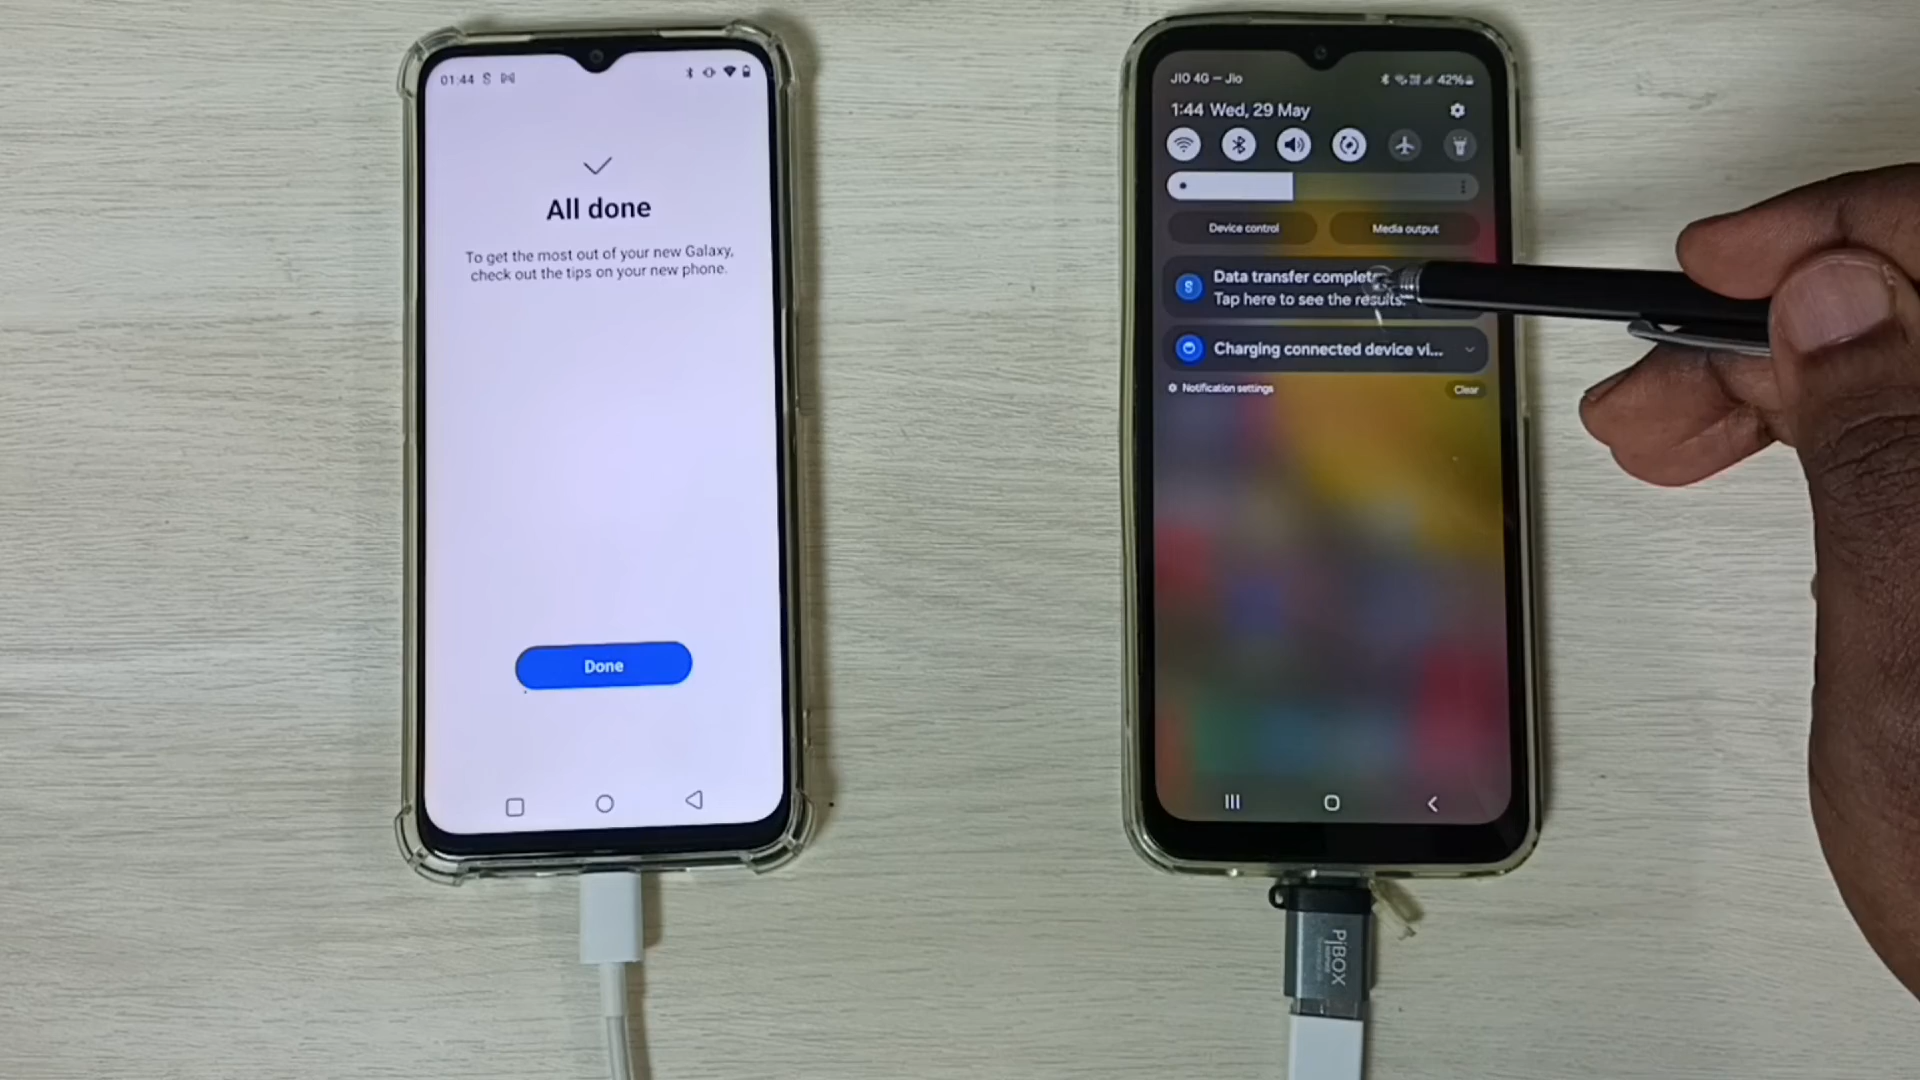 01:44
All done
To get the most out of your new Galaxy,
check out the tips on your new phone.
Done
JIO 4G – Jio
42%
1:44 Wed, 29 May
Device control
Media output
Data transfer complete
Tap here to see the results.
Charging connected device vi...
Notification settings
Clear
PiBOX